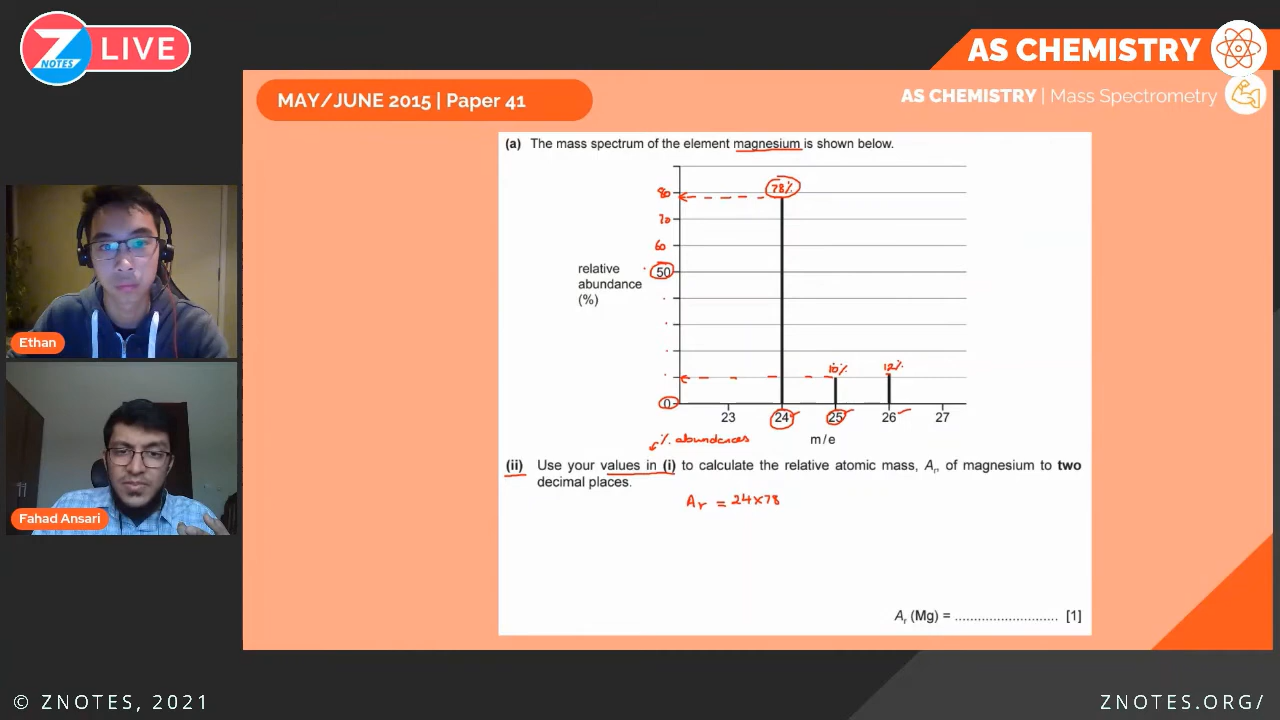 Z NOTES LIVE
AS CHEMISTRY
MAY/JUNE 2015 | Paper 41
AS CHEMISTRY | Mass Spectrometry
(a) The mass spectrum of the element magnesium is shown below.
80
78%
70
60
relative
abundance
(%)
50
10%
12%
0
23 24 25 26 27
m/e
% abundances
(ii) Use your values in (i) to calculate the relative atomic mass, Ar, of magnesium to two
decimal places.
Ar = 24×78
Ar (Mg) = .......................... [1]
Ethan
Fahad Ansari
© ZNOTES, 2021
ZNOTES.ORG/